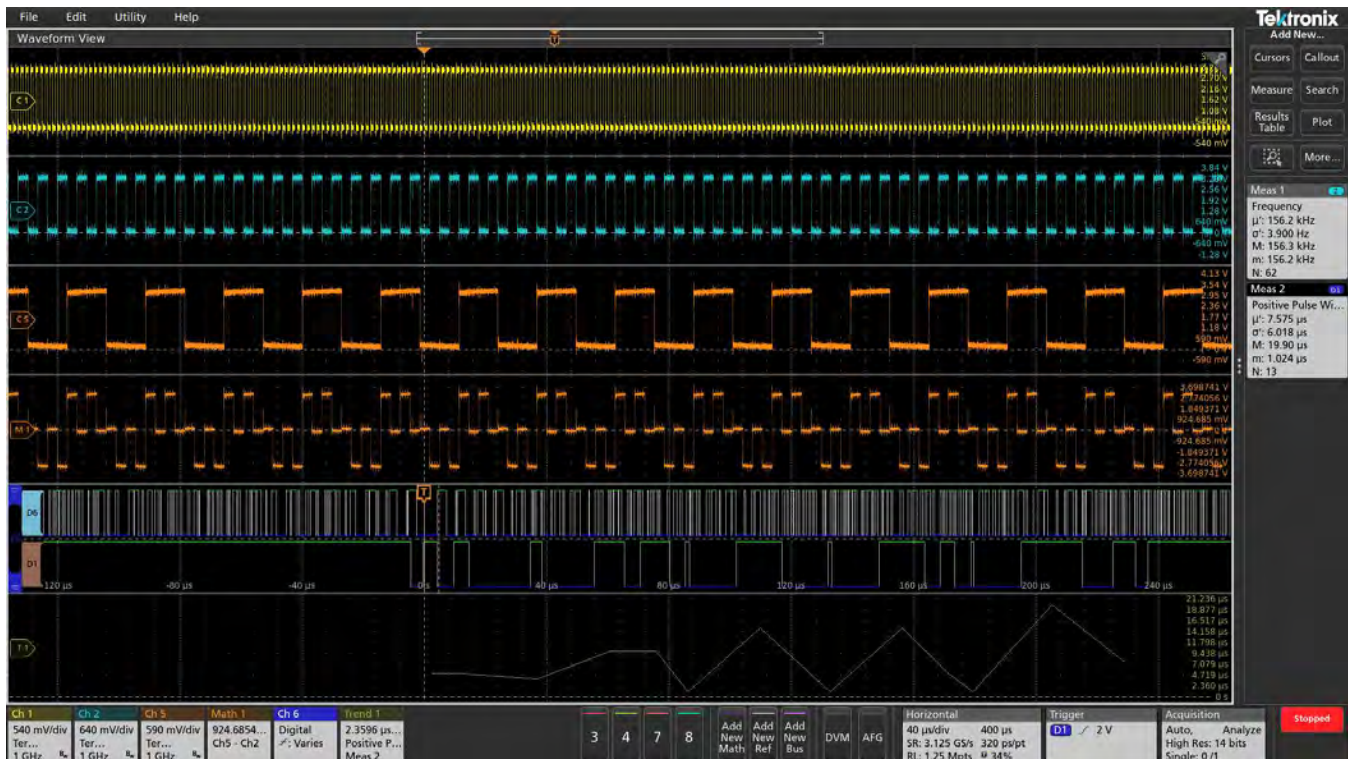 File Edit Utility Help
Tektronix
Waveform View
Add New...
Cursors Callout
Measure Search
Results Table Plot
More...
T
C1
2.70 V
2.16 V
1.62 V
1.08 V
-540 mV
C2
3.84 V
2.56 V
1.92 V
1.28 V
640 mV
-640 mV
-1.28 V
C5
4.13 V
3.54 V
2.95 V
2.36 V
1.77 V
1.18 V
590 mV
-590 mV
M1
3.698741 V
2.774056 V
1.849371 V
924.685 mV
-924.685 mV
-1.849371 V
-2.774056 V
-3.698741 V
T
D6
D1
-120 µs -80 µs -40 µs 0 s 40 µs 80 µs 120 µs 160 µs 200 µs 240 µs
T1
21.236 µs
18.877 µs
16.517 µs
14.158 µs
11.798 µs
9.438 µs
7.079 µs
4.719 µs
2.360 µs
0 s
Meas 1 2
Frequency
µ': 156.2 kHz
σ': 3.900 Hz
M: 156.3 kHz
m: 156.2 kHz
N: 62
Meas 2 D1
Positive Pulse Wi...
µ': 7.575 µs
σ': 6.018 µs
M: 19.90 µs
m: 1.024 µs
N: 13
Ch 1
540 mV/div
Ter...
1 GHz
Ch 2
640 mV/div
Ter...
1 GHz
Ch 5
590 mV/div
Ter...
1 GHz
Math 1
924.6854...
Ch5 - Ch2
Ch 6
Digital
: Varies
Trend 1
2.3596 µs...
Positive P...
Meas 2
3 4 7 8
Add New Math
Add New Ref
Add New Bus
DVM AFG
Horizontal
40 µs/div 400 µs
SR: 3.125 GS/s 320 ps/pt
RL: 1.25 Mpts 34%
Trigger
D1 2 V
Acquisition
Auto, Analyze
High Res: 14 bits
Single: 0/1
Stopped